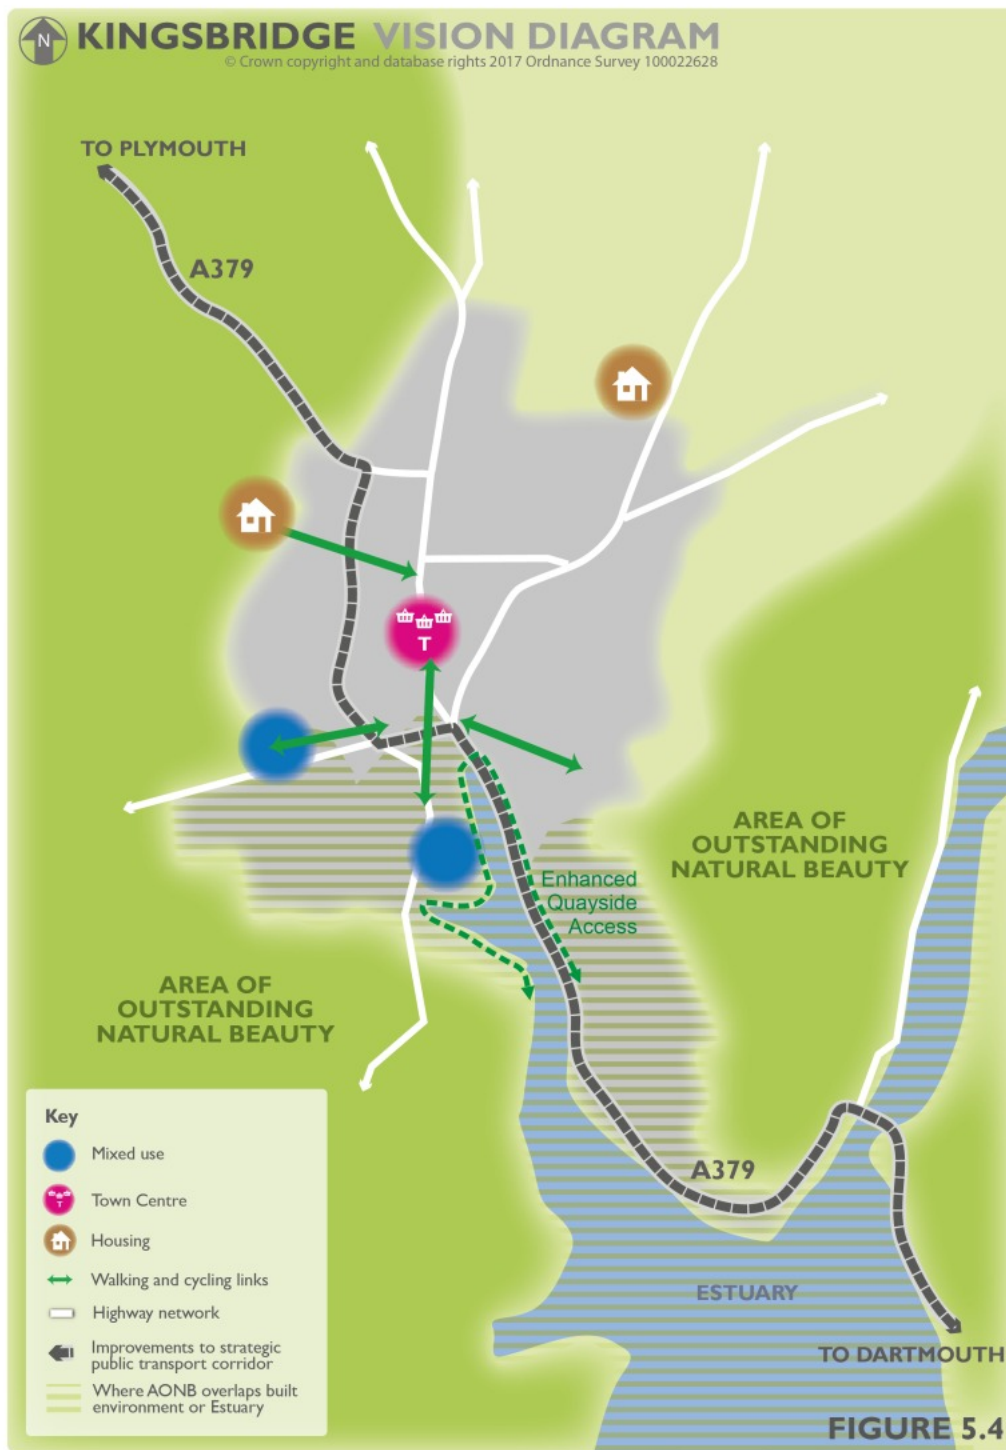 N
KINGSBRIDGE VISION DIAGRAM
© Crown copyright and database rights 2017 Ordnance Survey 100022628
TO PLYMOUTH
A379
T
Enhanced
Quayside
Access
AREA OF
OUTSTANDING
NATURAL BEAUTY
AREA OF
OUTSTANDING
NATURAL BEAUTY
A379
ESTUARY
TO DARTMOUTH
Key
Mixed use
T
Town Centre
Housing
Walking and cycling links
Highway network
Improvements to strategic
public transport corridor
Where AONB overlaps built
environment or Estuary
FIGURE 5.4